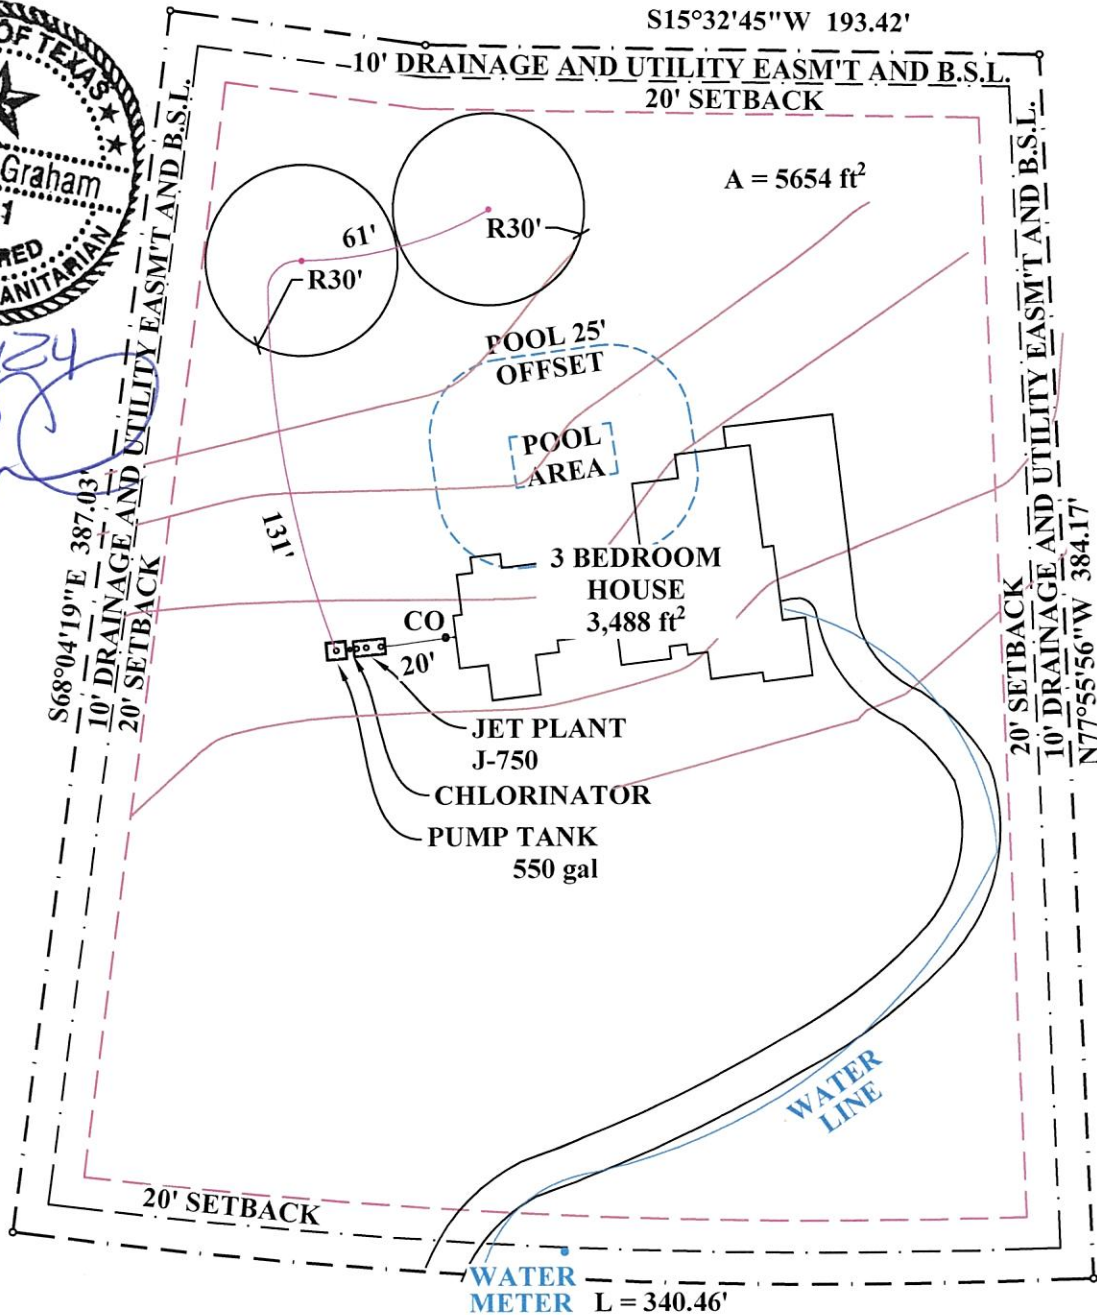 S15°32'45"W 193.42'
OF TEXAS
10' DRAINAGE AND UTILITY EASM'T AND B.S.L.
20' SETBACK
Graham
1
A = 5654 ft²
61'
R30'
R30'
POOL 25'
OFFSET
POOL
AREA
131'
S68°04'19"E 387.03'
10' DRAINAGE AND UTILITY EASM'T AND B.S.L.
20' SETBACK
3 BEDROOM
HOUSE
3,488 ft²
CO
20'
20' SETBACK
10' DRAINAGE AND UTILITY EASM'T AND B.S.L.
N77°55'56"W 384.17'
JET PLANT
J-750
CHLORINATOR
PUMP TANK
550 gal
WATER
LINE
20' SETBACK
WATER
METER
L = 340.46'